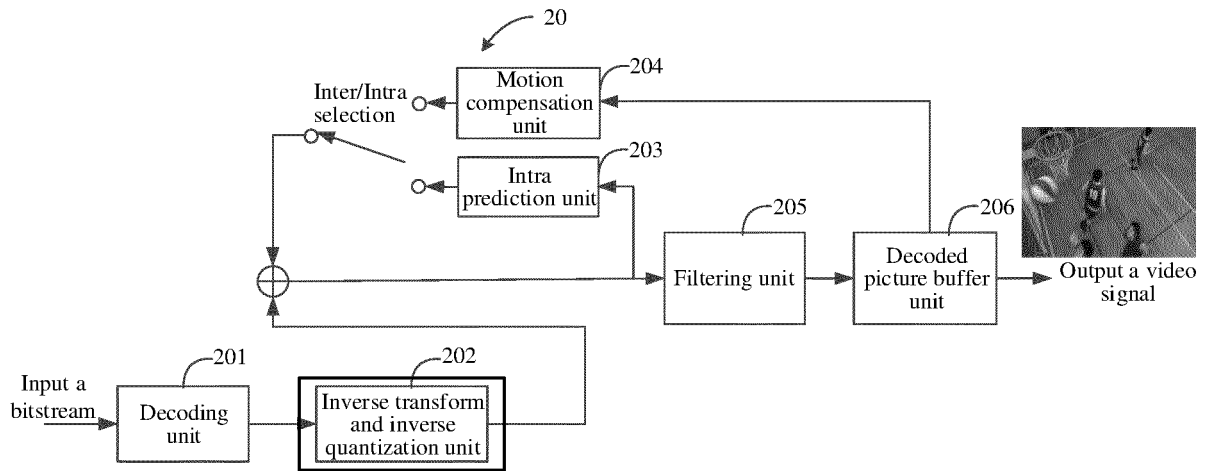 20
Inter/Intra
selection
Motion
compensation
unit
204
Intra
prediction unit
203
Filtering unit
205
Decoded
picture buffer
unit
206
Output a video
signal
Input a
bitstream
Decoding
unit
201
Inverse transform
and inverse
quantization unit
202